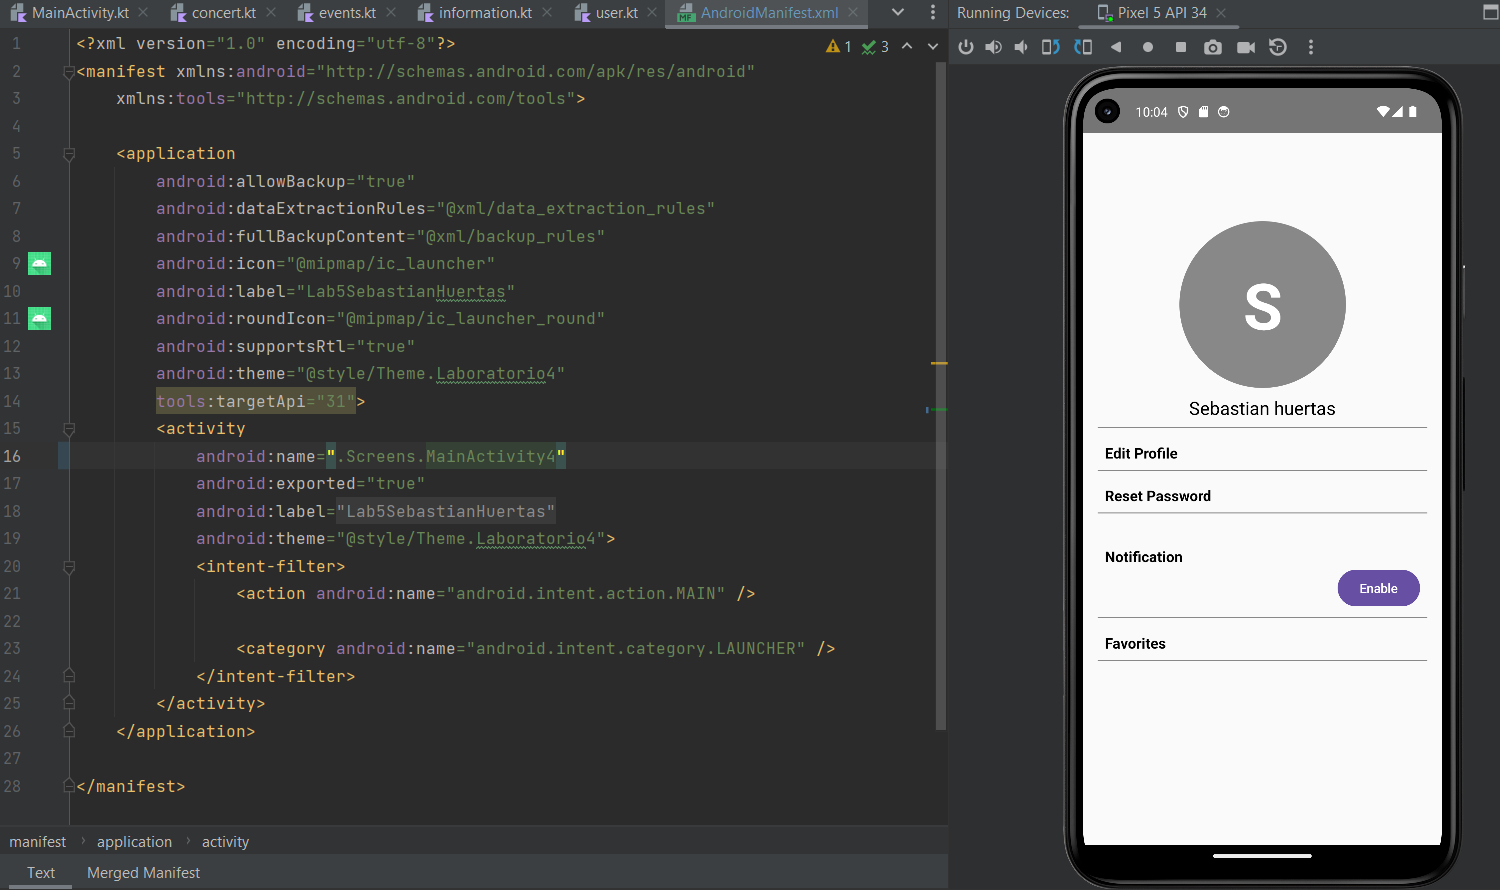 MainActivity.kt concert.kt events.kt information.kt user.kt AndroidManifest.xml
Running Devices: Pixel 5 API 34
1 <?xml version="1.0" encoding="utf-8"?>
1 3
2 <manifest xmlns:android="http://schemas.android.com/apk/res/android"
3 xmlns:tools="http://schemas.android.com/tools">
4
5 <application
6 android:allowBackup="true"
7 android:dataExtractionRules="@xml/data_extraction_rules"
8 android:fullBackupContent="@xml/backup_rules"
9 android:icon="@mipmap/ic_launcher"
10 android:label="Lab5SebastianHuertas"
11 android:roundIcon="@mipmap/ic_launcher_round"
12 android:supportsRtl="true"
13 android:theme="@style/Theme.Laboratorio4"
14 tools:targetApi="31">
15 <activity
16 android:name=".Screens.MainActivity4"
17 android:exported="true"
18 android:label="Lab5SebastianHuertas"
19 android:theme="@style/Theme.Laboratorio4">
20 <intent-filter>
21 <action android:name="android.intent.action.MAIN" />
22
23 <category android:name="android.intent.category.LAUNCHER" />
24 </intent-filter>
25 </activity>
26 </application>
27
28 </manifest>
manifest application activity
Text Merged Manifest
MF
10:04
S
Sebastian huertas
Edit Profile
Reset Password
Notification
Enable
Favorites